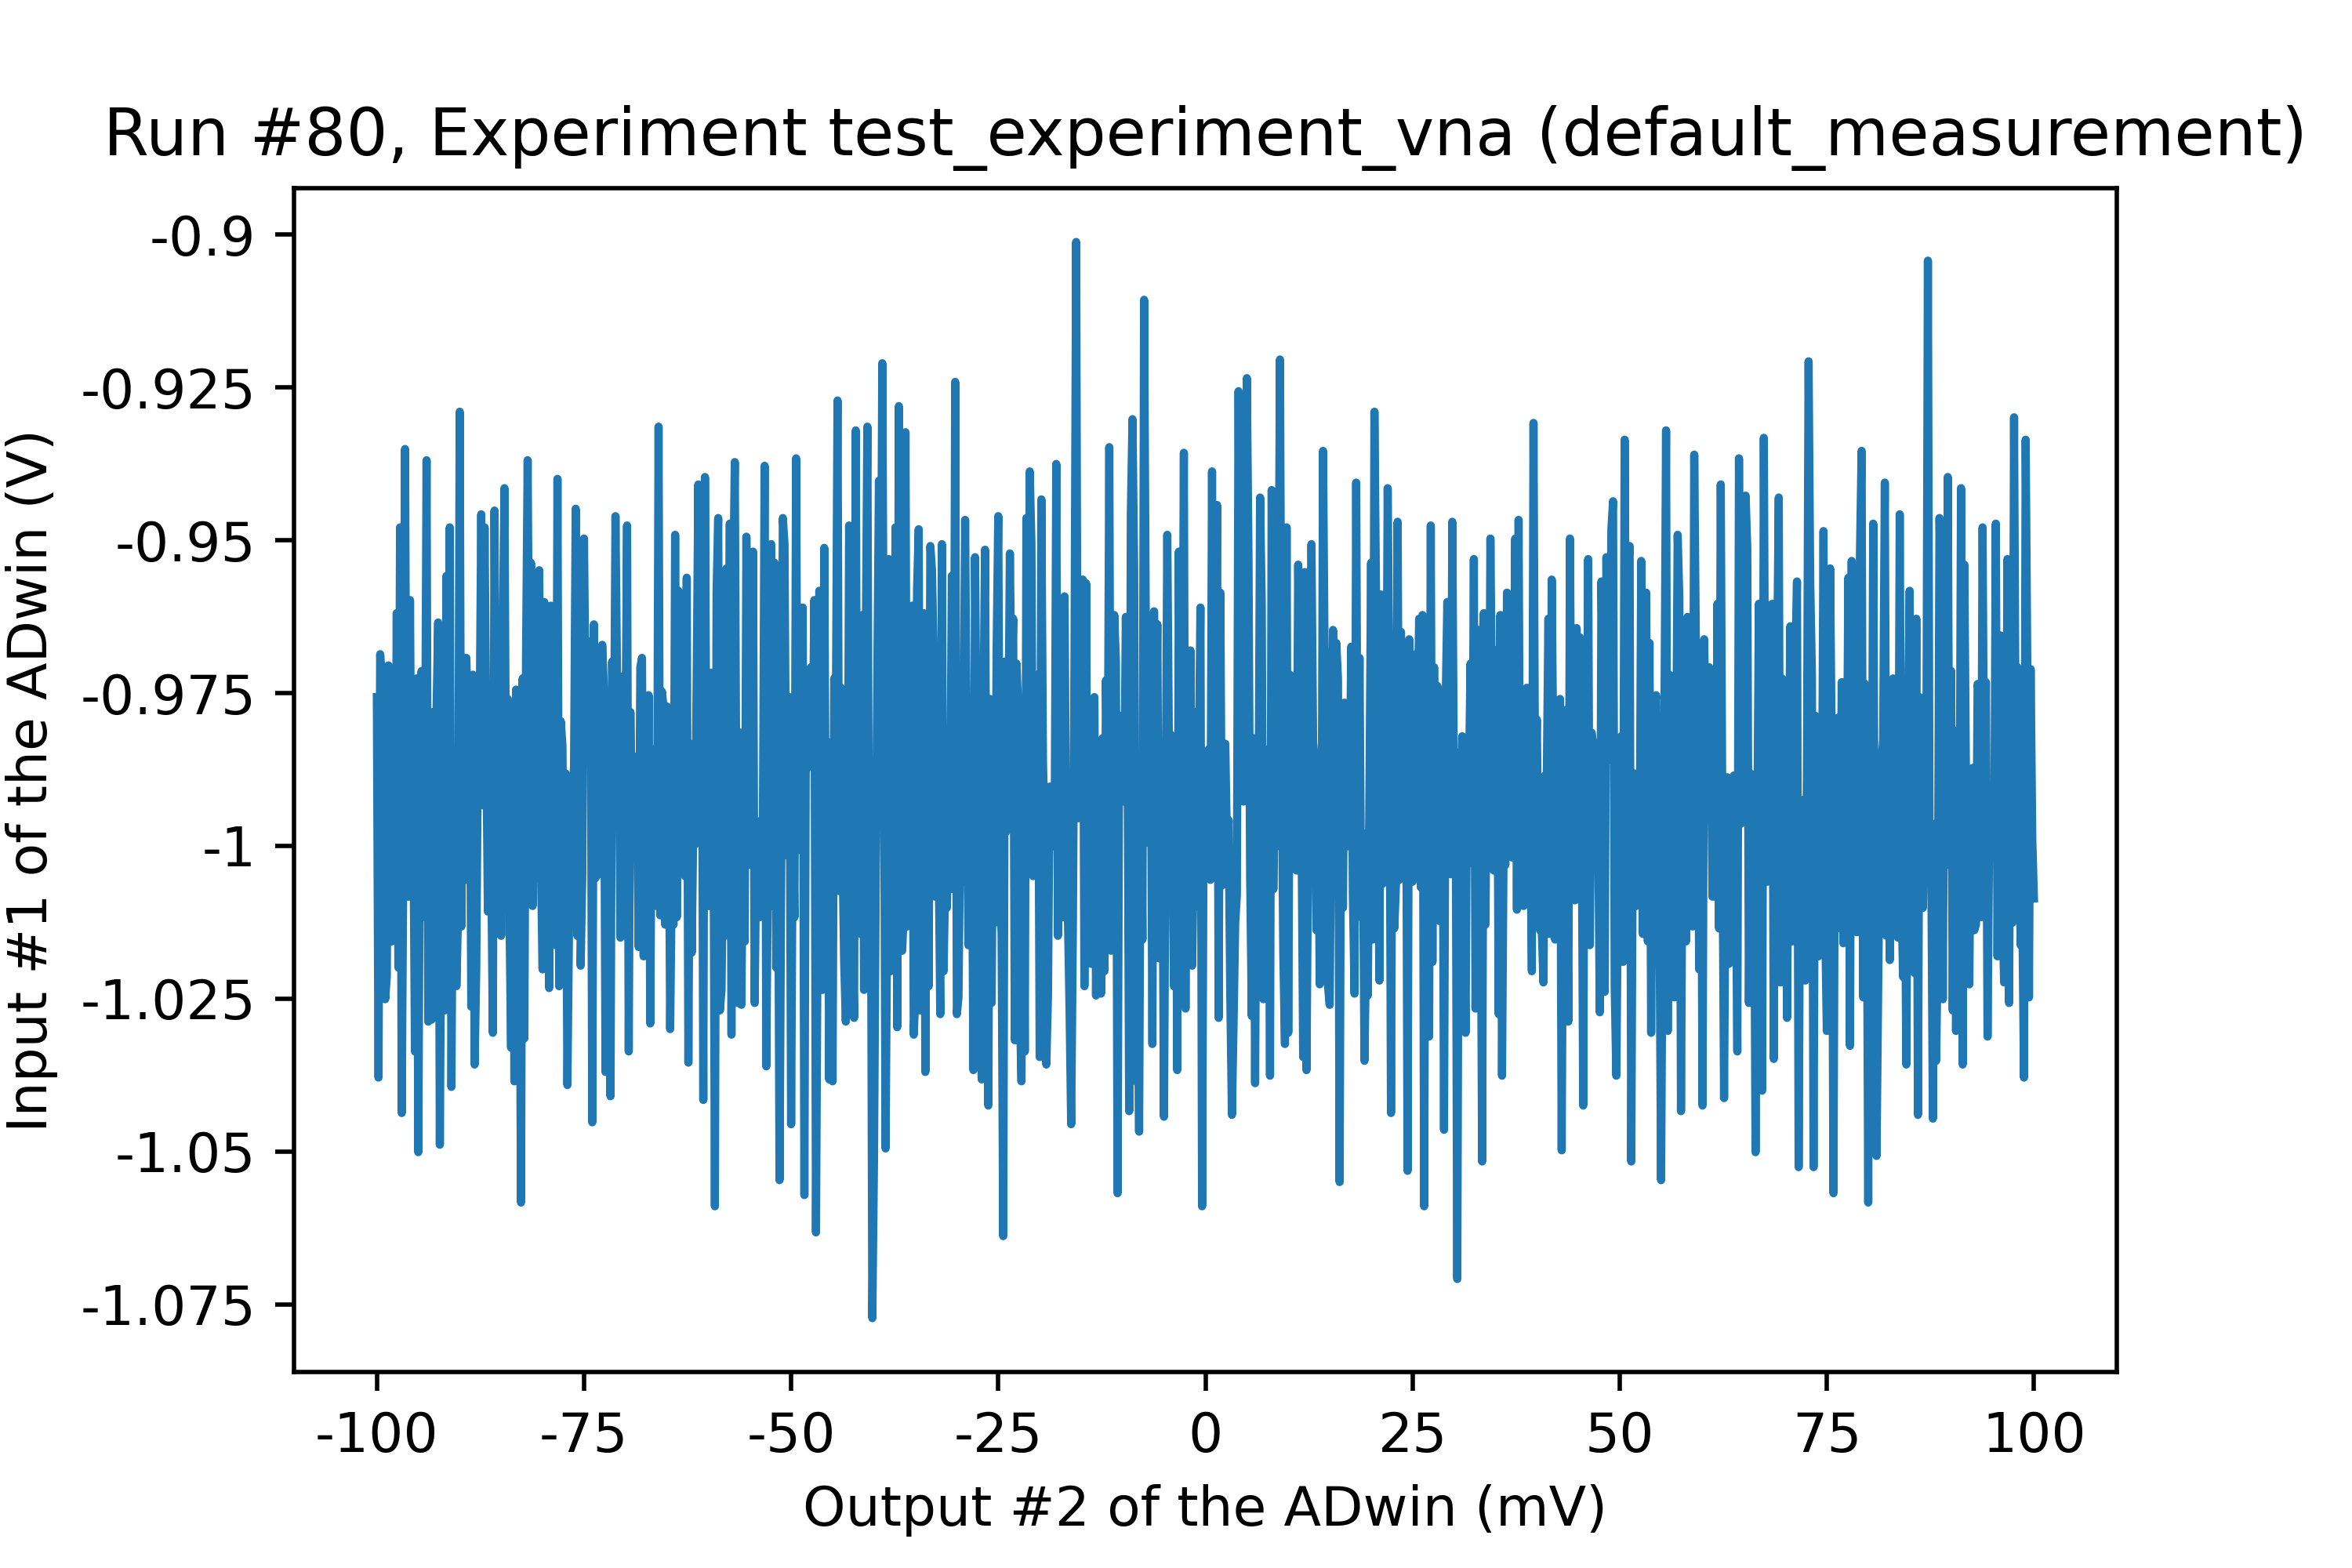 Run #80, Experiment test_experiment_vna (default_measurement)
Input #1 of the ADwin (V)
-0.9
-0.925
-0.95
-0.975
-1
-1.025
-1.05
-1.075
-100 -75 -50 -25 0 25 50 75 100
Output #2 of the ADwin (mV)